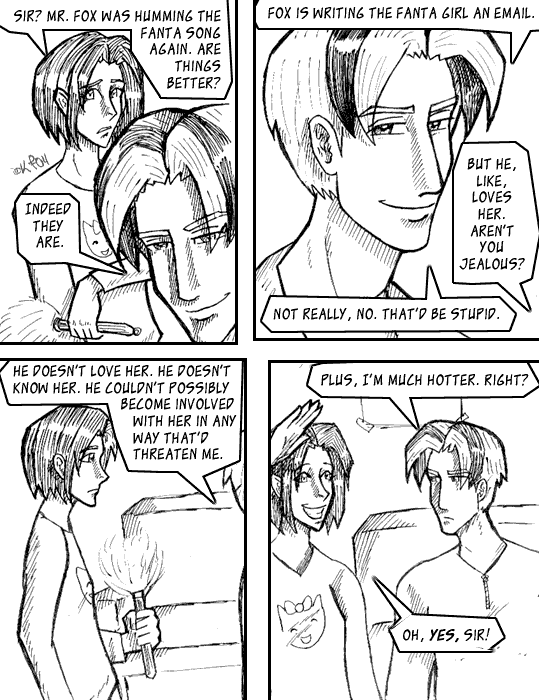 SIR? MR. FOX WAS HUMMING THE
FANTA SONG
AGAIN. ARE
THINGS
BETTER?
INDEED
THEY
ARE.
FOX IS WRITING THE FANTA GIRL AN EMAIL.
BUT HE,
LIKE,
LOVES
HER.
AREN'T
YOU
JEALOUS?
NOT REALLY, NO. THAT'D BE STUPID.
HE DOESN'T LOVE HER. HE DOESN'T
KNOW HER. HE COULDN'T POSSIBLY
BECOME INVOLVED
WITH HER IN ANY
WAY THAT'D
THREATEN ME.
PLUS, I'M MUCH HOTTER. RIGHT?
OH, YES, SIR!